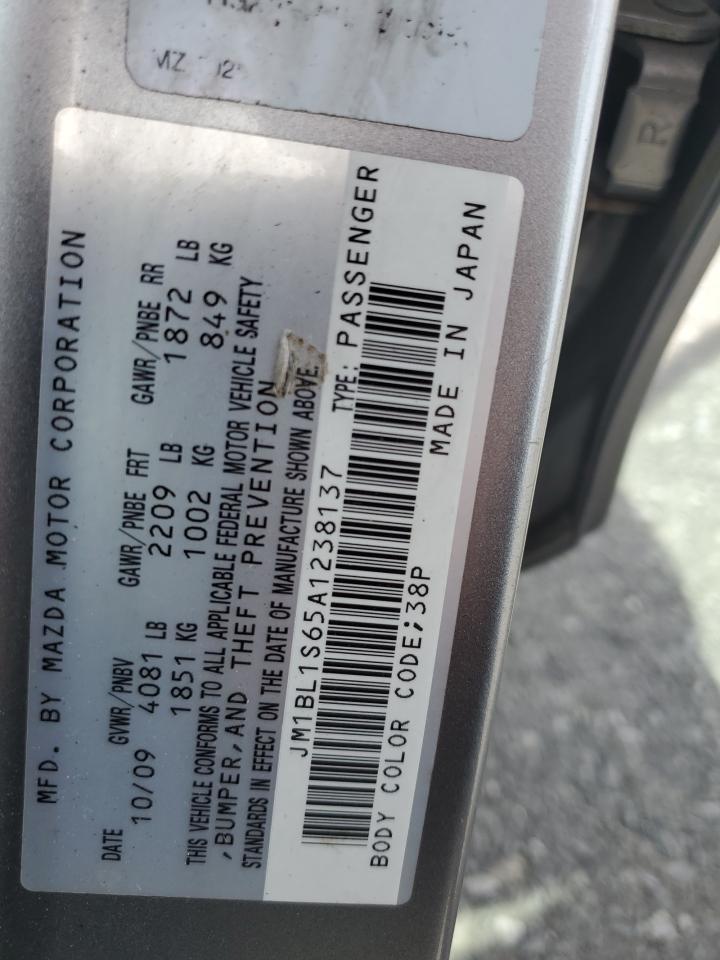 MFD. BY MAZDA MOTOR CORPORATION
DATE GVWR/PNBV GAWR/PNBE FRT GAWR/PNBE RR
10/09 4081 LB 2209 LB 1872 LB
1851 KG 1002 KG 849 KG
THIS VEHICLE CONFORMS TO ALL APPLICABLE FEDERAL MOTOR VEHICLE SAFETY
,BUMPER,AND THEFT PREVENTION
STANDARDS IN EFFECT ON THE DATE OF MANUFACTURE SHOWN ABOVE.
JM1BL1S65A1238137 TYPE: PASSENGER
BODY COLOR CODE;38P MADE IN JAPAN
R